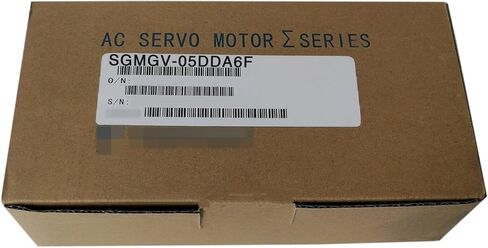 AC SERVO MOTOR Σ SERIES
SGMGV-05DDA6F
O/N:
S/N: